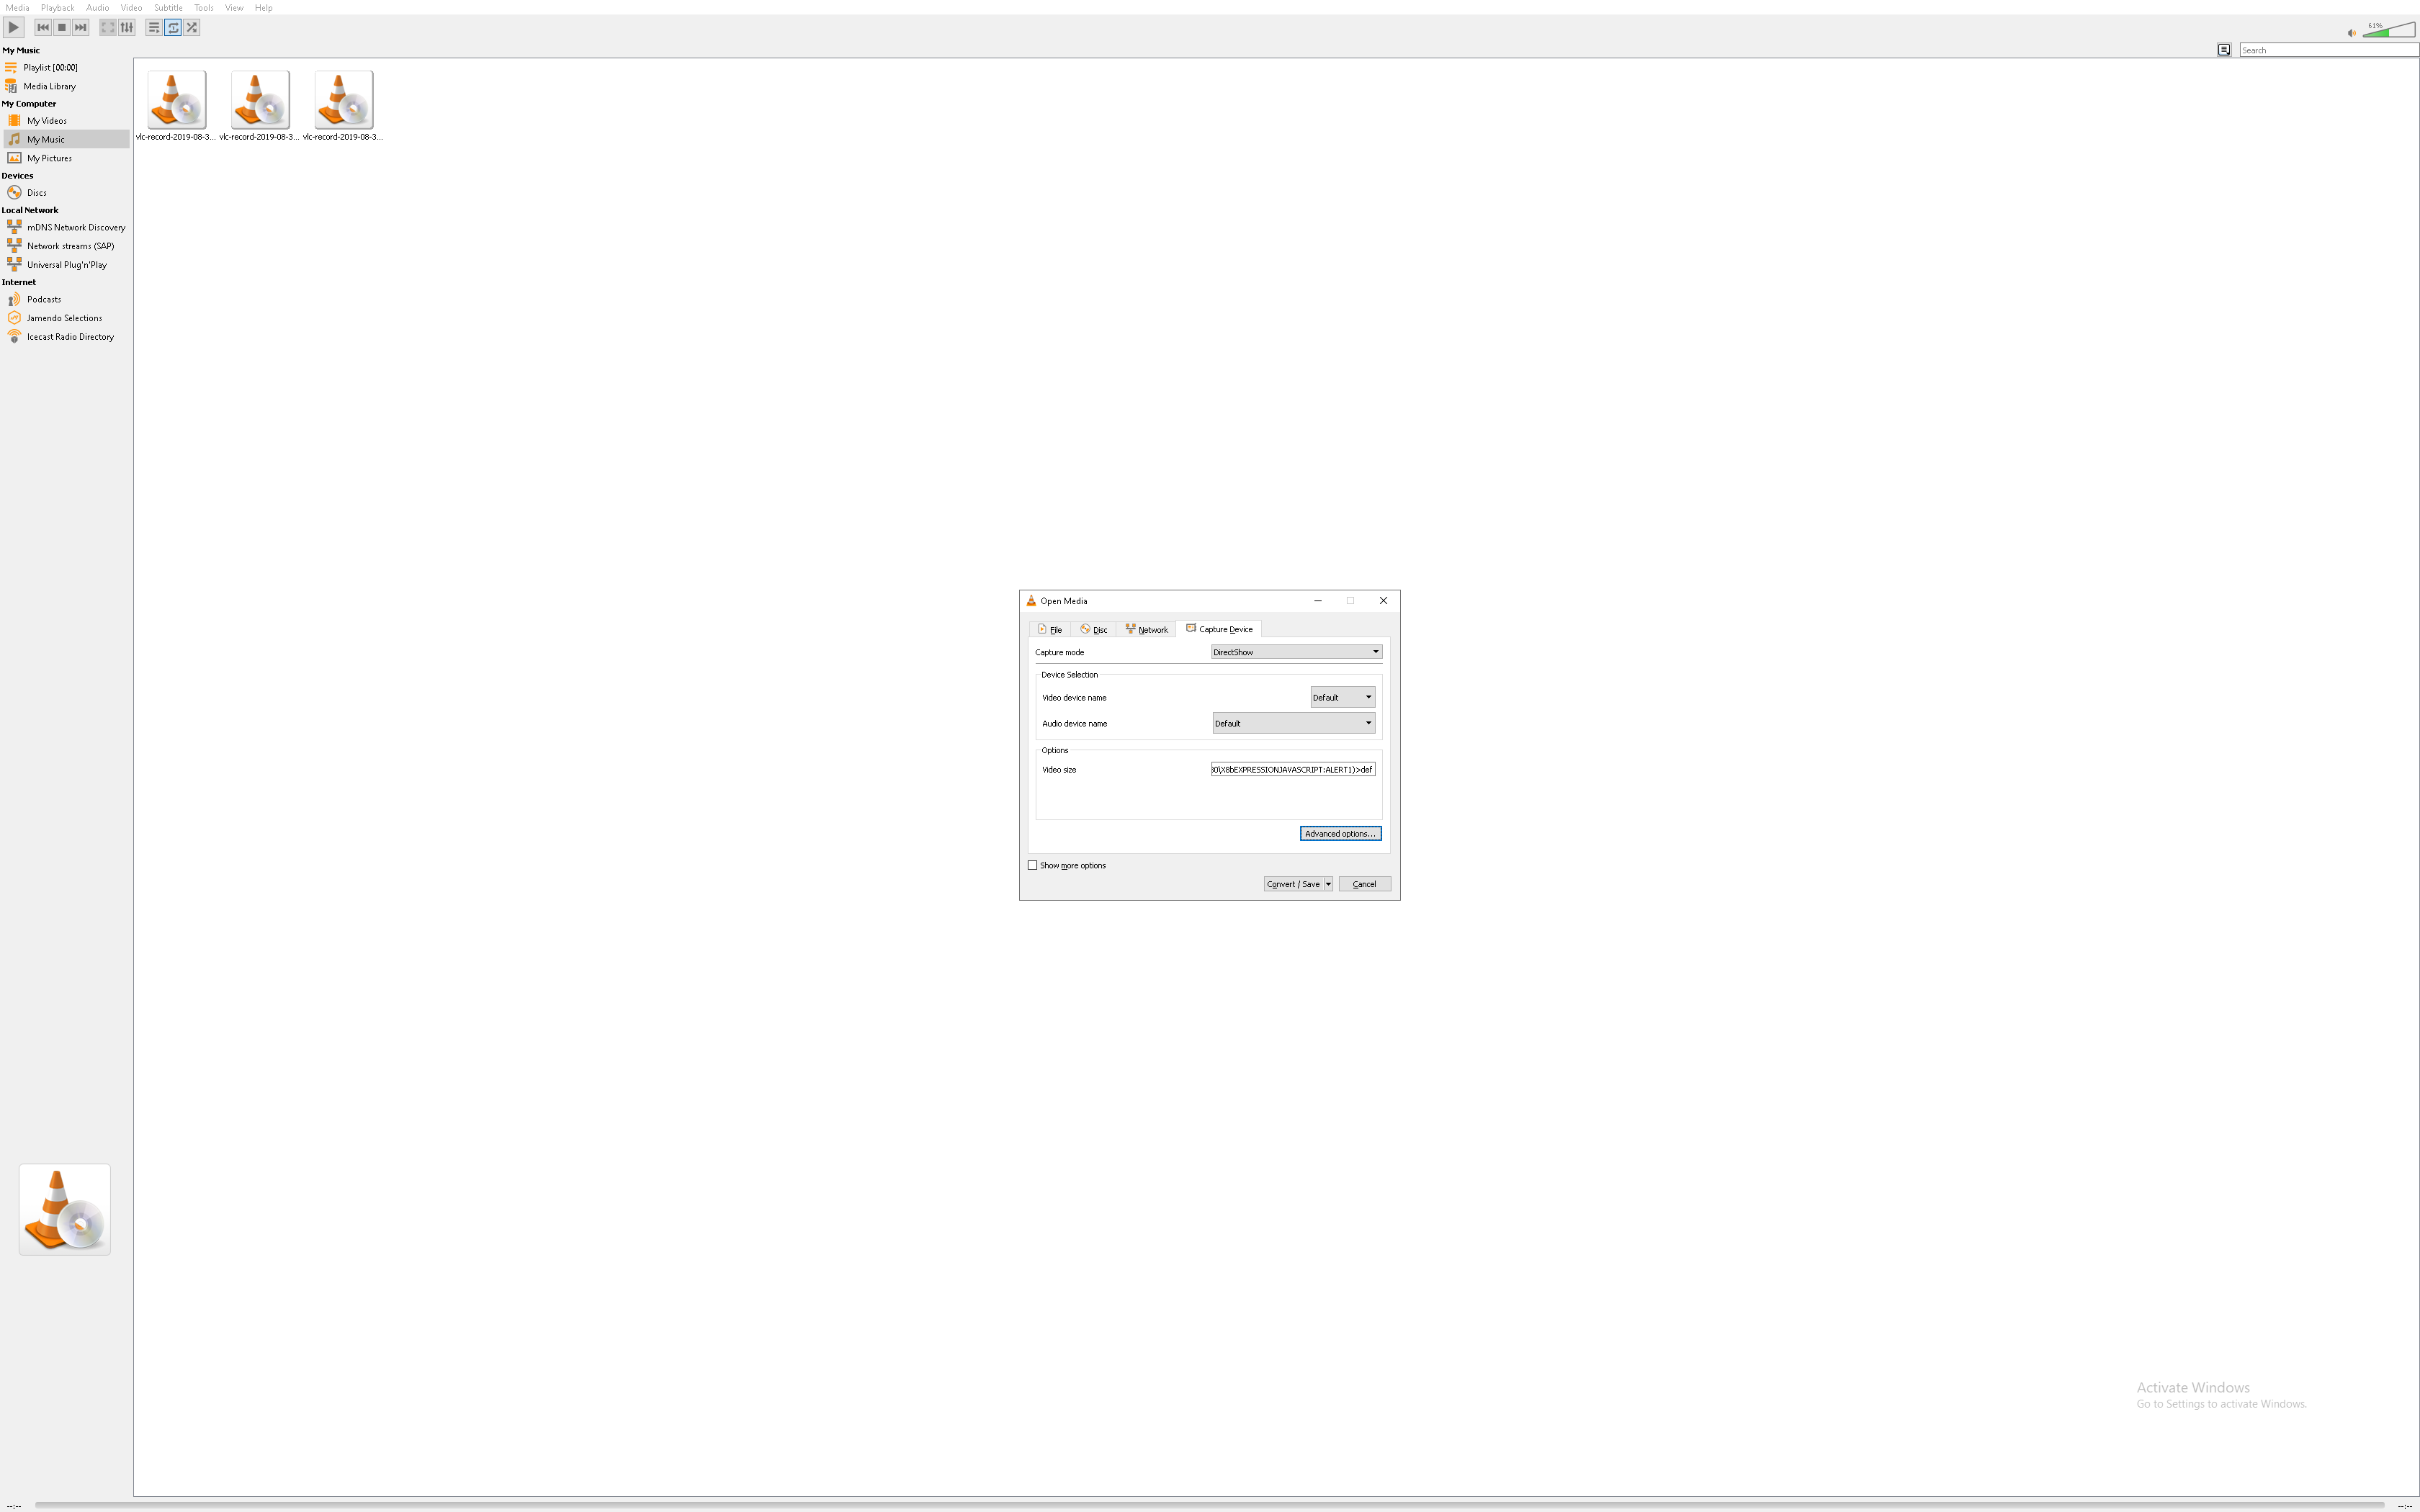 Media Playback Audio Video Subtitle Tools View Help
61%
Search
My Music
Playlist [00:00]
Media Library
My Computer
My Videos
My Music
My Pictures
Devices
Discs
Local Network
mDNS Network Discovery
Network streams (SAP)
Universal Plug'n'Play
Internet
Podcasts
Jamendo Selections
Icecast Radio Directory
vlc-record-2019-08-3... vlc-record-2019-08-3... vlc-record-2019-08-3...
Open Media
File Disc Network Capture Device
Capture mode DirectShow
Device Selection
Video device name Default
Audio device name Default
Options
Video size 00\X8bEXPRESSIONJAVASCRIPT:ALERT1)>def
Advanced options...
Show more options
Convert / Save Cancel
Activate Windows
Go to Settings to activate Windows.
--:-- --:--